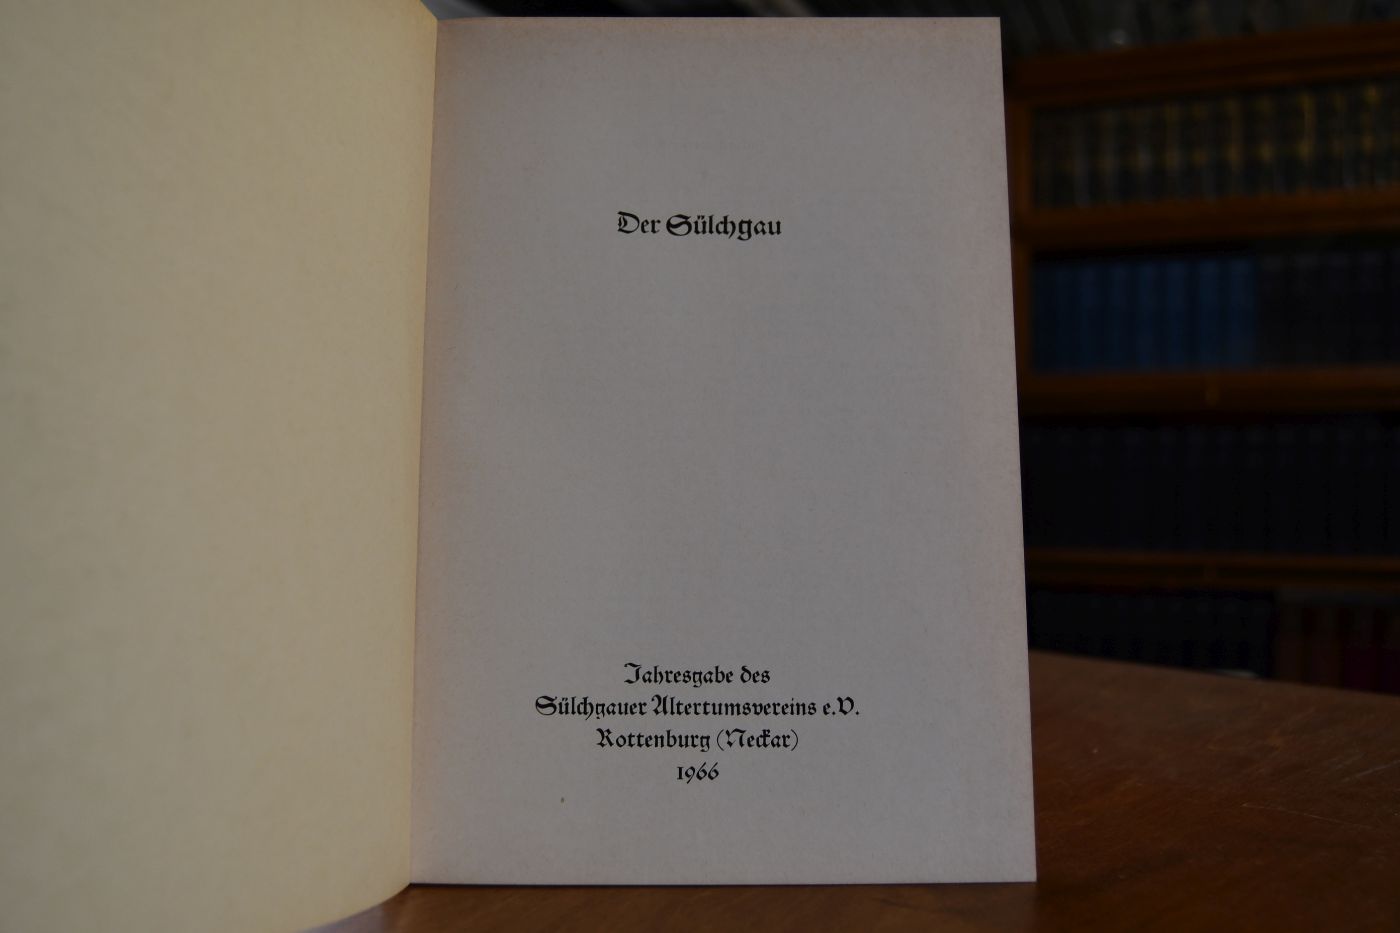 Der Sülchgau
Jahresgabe des
Sülchgauer Altertumsvereins e.V.
Rottenburg (Neckar)
1966